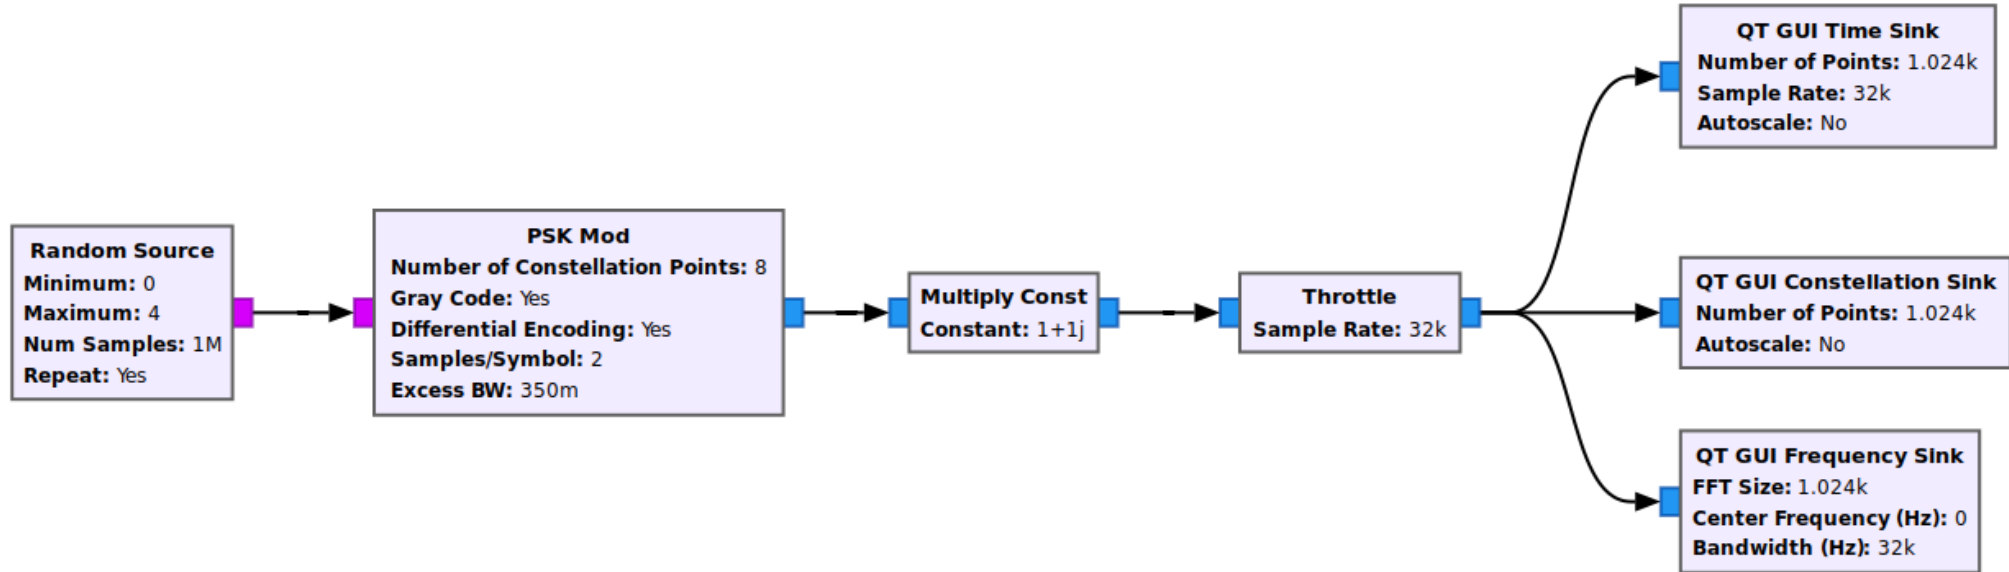 Random Source
Minimum: 0
Maximum: 4
Num Samples: 1M
Repeat: Yes
PSK Mod
Number of Constellation Points: 8
Gray Code: Yes
Differential Encoding: Yes
Samples/Symbol: 2
Excess BW: 350m
Multiply Const
Constant: 1+1j
Throttle
Sample Rate: 32k
QT GUI Time Sink
Number of Points: 1.024k
Sample Rate: 32k
Autoscale: No
QT GUI Constellation Sink
Number of Points: 1.024k
Autoscale: No
QT GUI Frequency Sink
FFT Size: 1.024k
Center Frequency (Hz): 0
Bandwidth (Hz): 32k